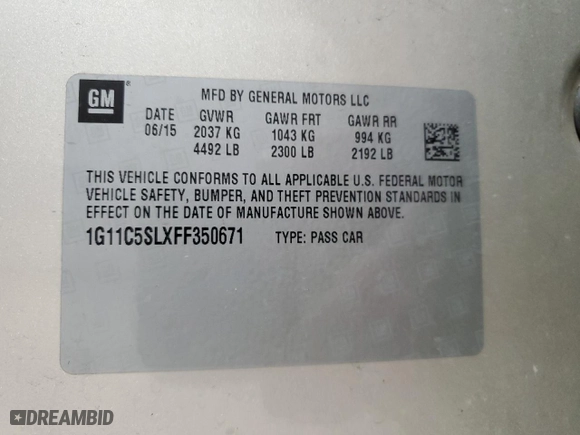 GM
MFD BY GENERAL MOTORS LLC
DATE GVWR GAWR FRT GAWR RR
06/15 2037 KG 1043 KG 994 KG
4492 LB 2300 LB 2192 LB
THIS VEHICLE CONFORMS TO ALL APPLICABLE U.S. FEDERAL MOTOR
VEHICLE SAFETY, BUMPER, AND THEFT PREVENTION STANDARDS IN
EFFECT ON THE DATE OF MANUFACTURE SHOWN ABOVE.
1G11C5SLXFF350671 TYPE: PASS CAR
DREAMBID